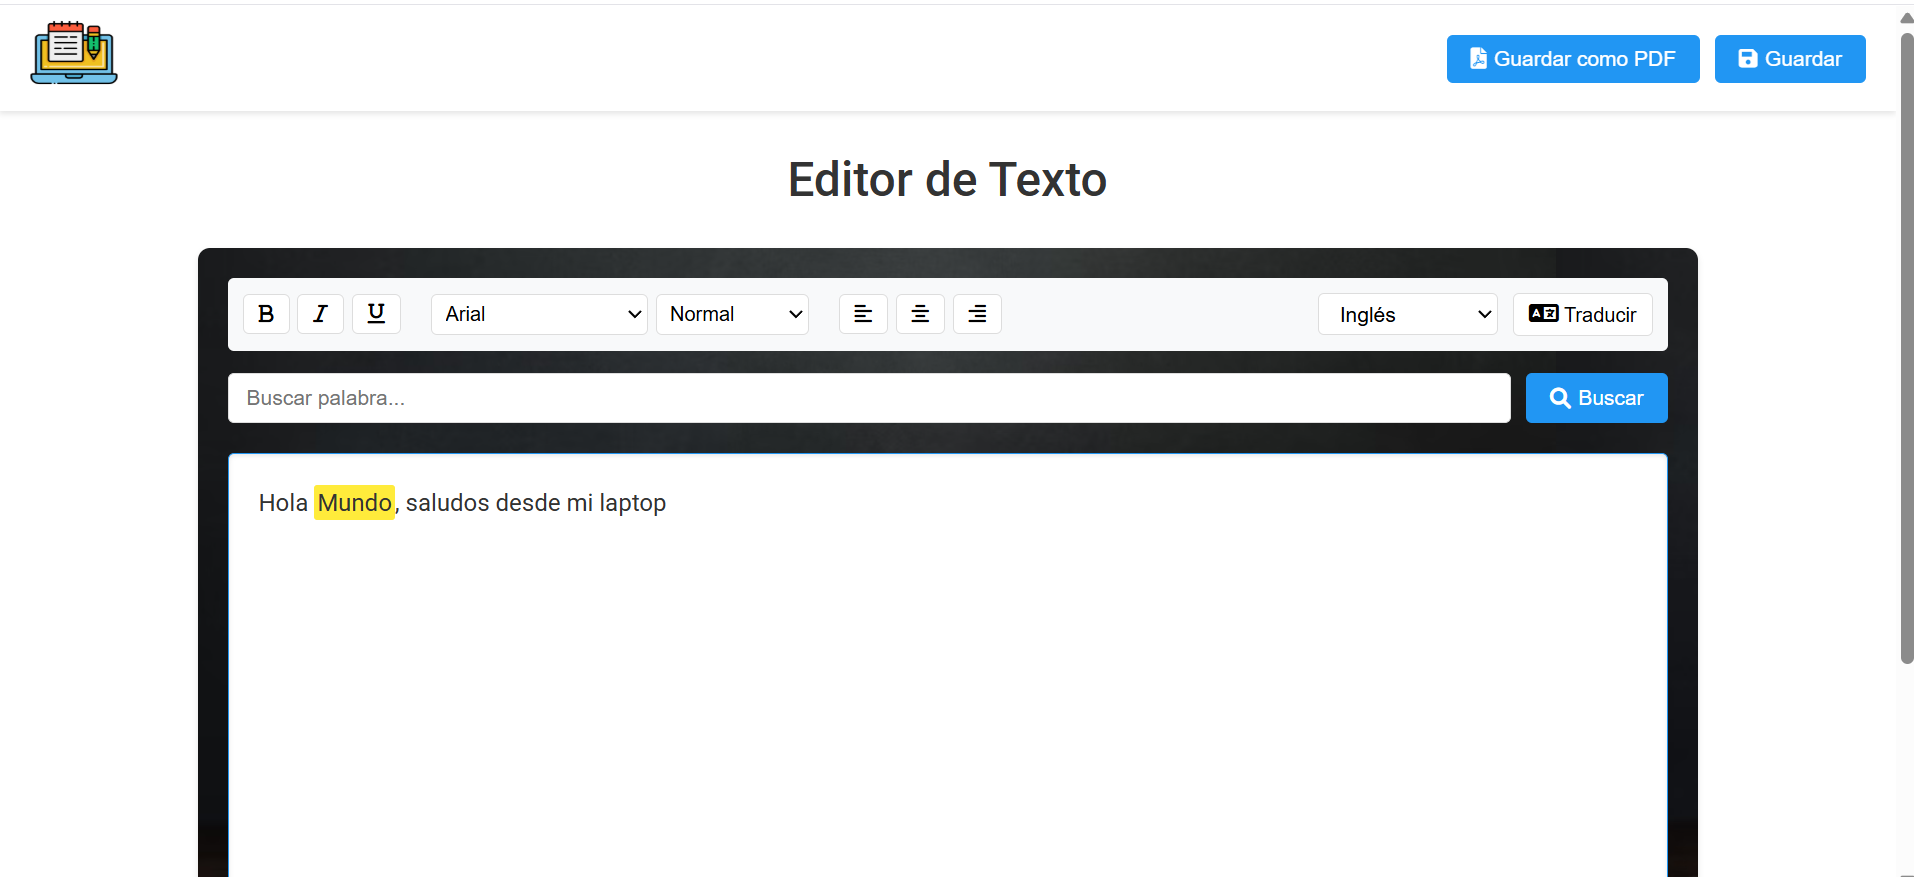 Guardar como PDF
Guardar
Editor de Texto
B I U Arial Normal Inglés Traducir
Buscar palabra...
Buscar
Hola Mundo, saludos desde mi laptop